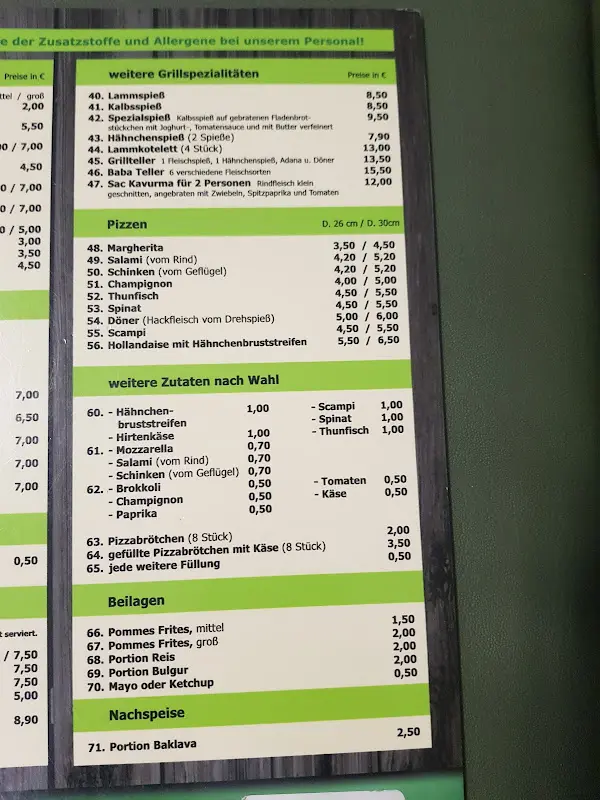 e der Zusatzstoffe und Allergene bei unserem Personal!
Preise in €
ttel / groß
2,00
5,50
00 / 7,00
4,50
0 / 7,00
0 / 7,00
0 / 5,00
3,00
3,50
4,50
7,00
6,50
7,00
7,00
7,00
0,50
t serviert.
/ 7,50
7,50
7,50
5,00
8,90
weitere Grillspezialitäten Preise in €
40. Lammspieß 8,50
41. Kalbsspieß 8,50
42. Spezialspieß Kalbsspieß auf gebratenen Fladenbrot- 9,50
stückchen mit Joghurt-, Tomatensauce und mit Butter verfeinert
43. Hähnchenspieß (2 Spieße) 7,90
44. Lammkotelett (4 Stück) 13,00
45. Grillteller 1 Fleischspieß, 1 Hähnchenspieß, Adana u. Döner 13,50
46. Baba Teller 6 verschiedene Fleischsorten 15,50
47. Sac Kavurma für 2 Personen Rindfleisch klein 12,00
geschnitten, angebraten mit Zwiebeln, Spitzpaprika und Tomaten
Pizzen D. 26 cm / D. 30cm
48. Margherita 3,50 / 4,50
49. Salami (vom Rind) 4,20 / 5,20
50. Schinken (vom Geflügel) 4,20 / 5,20
51. Champignon 4,00 / 5,00
52. Thunfisch 4,50 / 5,50
53. Spinat 4,50 / 5,50
54. Döner (Hackfleisch vom Drehspieß) 5,00 / 6,00
55. Scampi 4,50 / 5,50
56. Hollandaise mit Hähnchenbruststreifen 5,50 / 6,50
weitere Zutaten nach Wahl
60. - Hähnchen- 1,00 - Scampi 1,00
bruststreifen - Spinat 1,00
- Hirtenkäse 1,00 - Thunfisch 1,00
61. - Mozzarella 0,70
- Salami (vom Rind) 0,70
- Schinken (vom Geflügel) 0,70
62. - Brokkoli 0,50 - Tomaten 0,50
- Champignon 0,50 - Käse 0,50
- Paprika 0,50
63. Pizzabrötchen (8 Stück) 2,00
64. gefüllte Pizzabrötchen mit Käse (8 Stück) 3,50
65. jede weitere Füllung 0,50
Beilagen
66. Pommes Frites, mittel 1,50
67. Pommes Frites, groß 2,00
68. Portion Reis 2,00
69. Portion Bulgur 2,00
70. Mayo oder Ketchup 0,50
Nachspeise
71. Portion Baklava 2,50